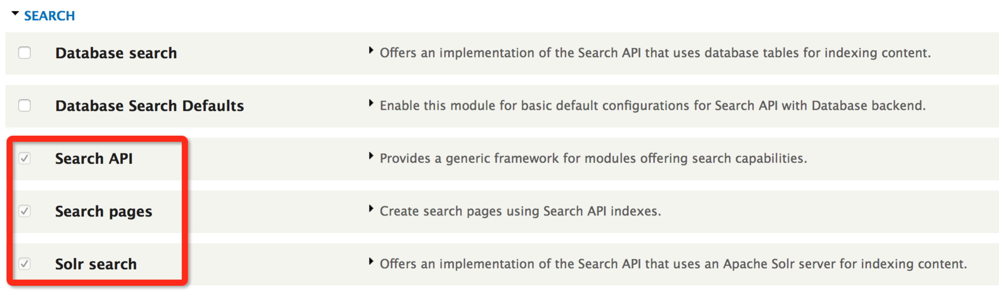 SEARCH
Database search Offers an implementation of the Search API that uses database tables for indexing content.
Database Search Defaults Enable this module for basic default configurations for Search API with Database backend.
Search API Provides a generic framework for modules offering search capabilities.
Search pages Create search pages using Search API indexes.
Solr search Offers an implementation of the Search API that uses an Apache Solr server for indexing content.